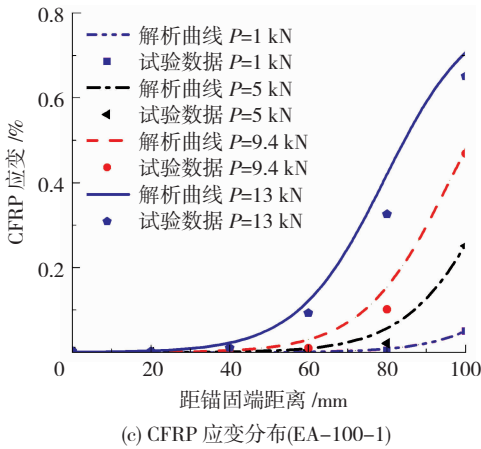 0.8
解析曲线 P=1 kN
试验数据 P=1 kN
解析曲线 P=5 kN
试验数据 P=5 kN
解析曲线 P=9.4 kN
试验数据 P=9.4 kN
解析曲线 P=13 kN
试验数据 P=13 kN
0.6
0.4
0.2
CFRP 应变 /%
0 20 40 60 80 100
距锚固端距离 /mm
(c) CFRP 应变分布(EA-100-1)